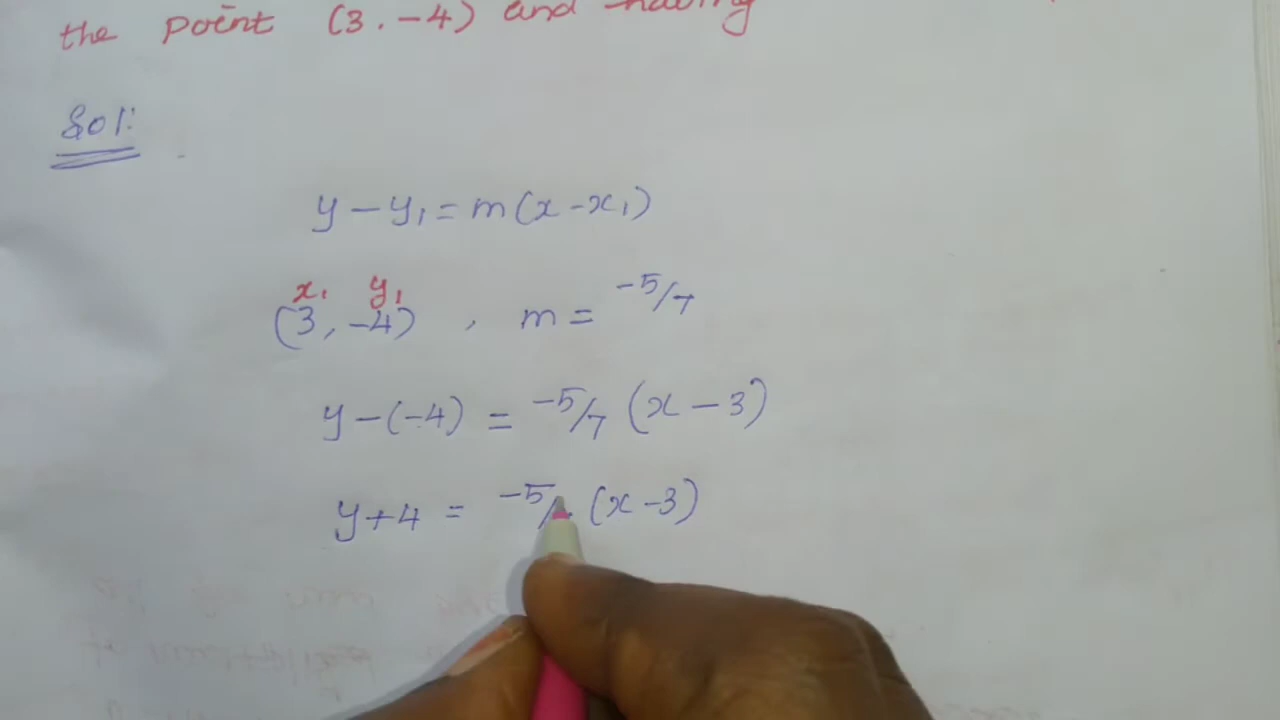 the point (3, -4) and having
Sol:
y - y₁ = m(x - x₁)
x₁ y₁
(3, -4) , m = -5/7
y - (-4) = -5/7 (x - 3)
y + 4 = -5/ (x - 3)